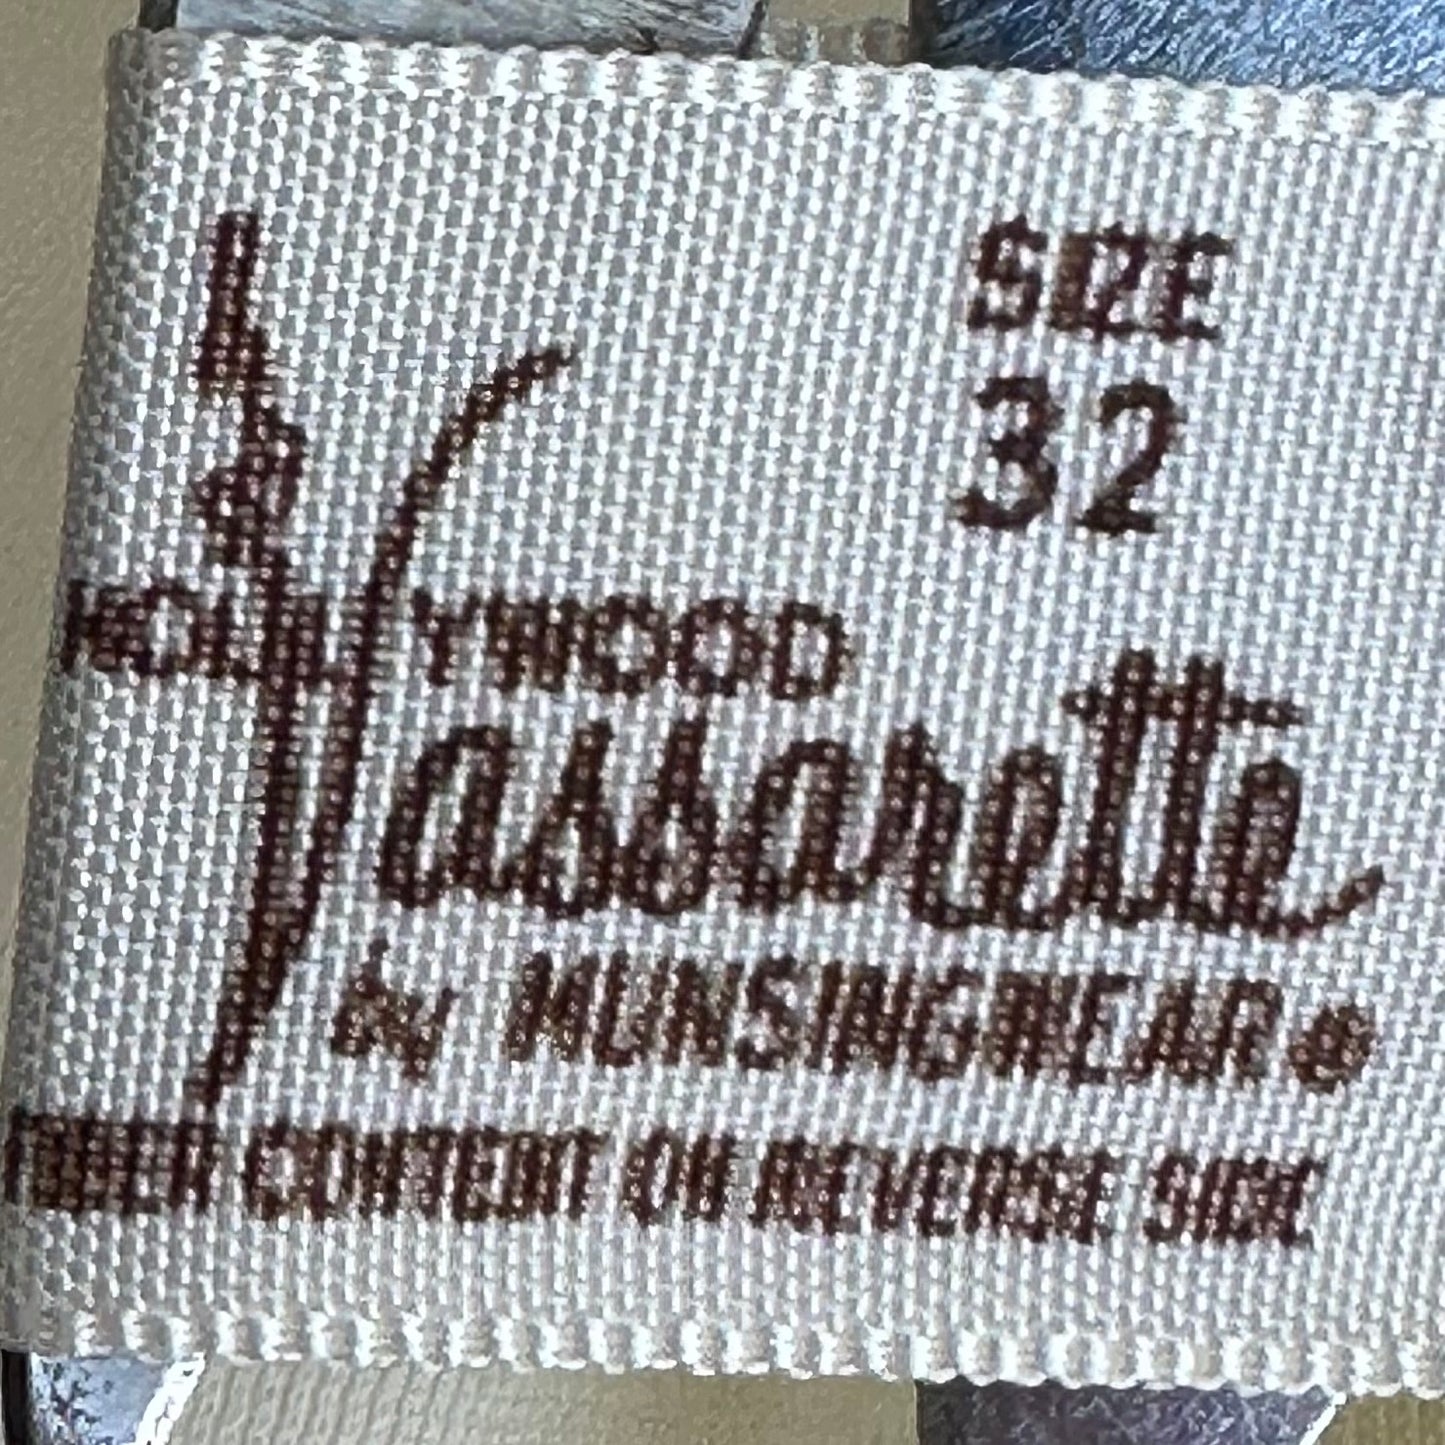 SIZE
32
HOLLYWOOD
Vassarette
by MUNSINGWEAR®
FIBER CONTENT ON REVERSE SIDE